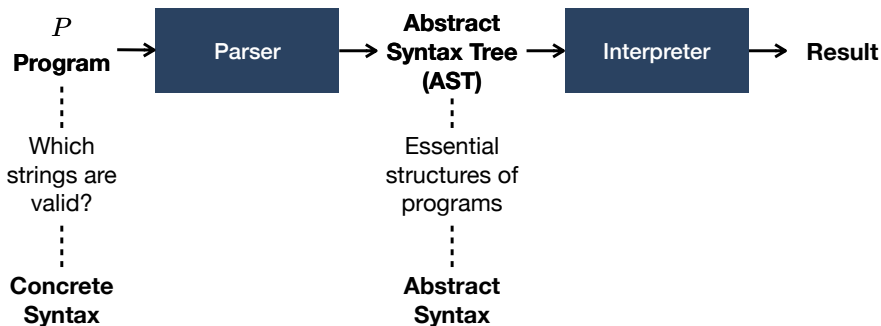 P
Program
Parser
Abstract
Syntax Tree
(AST)
Interpreter
Result
Which
strings are
valid?
Essential
structures of
programs
Concrete
Syntax
Abstract
Syntax